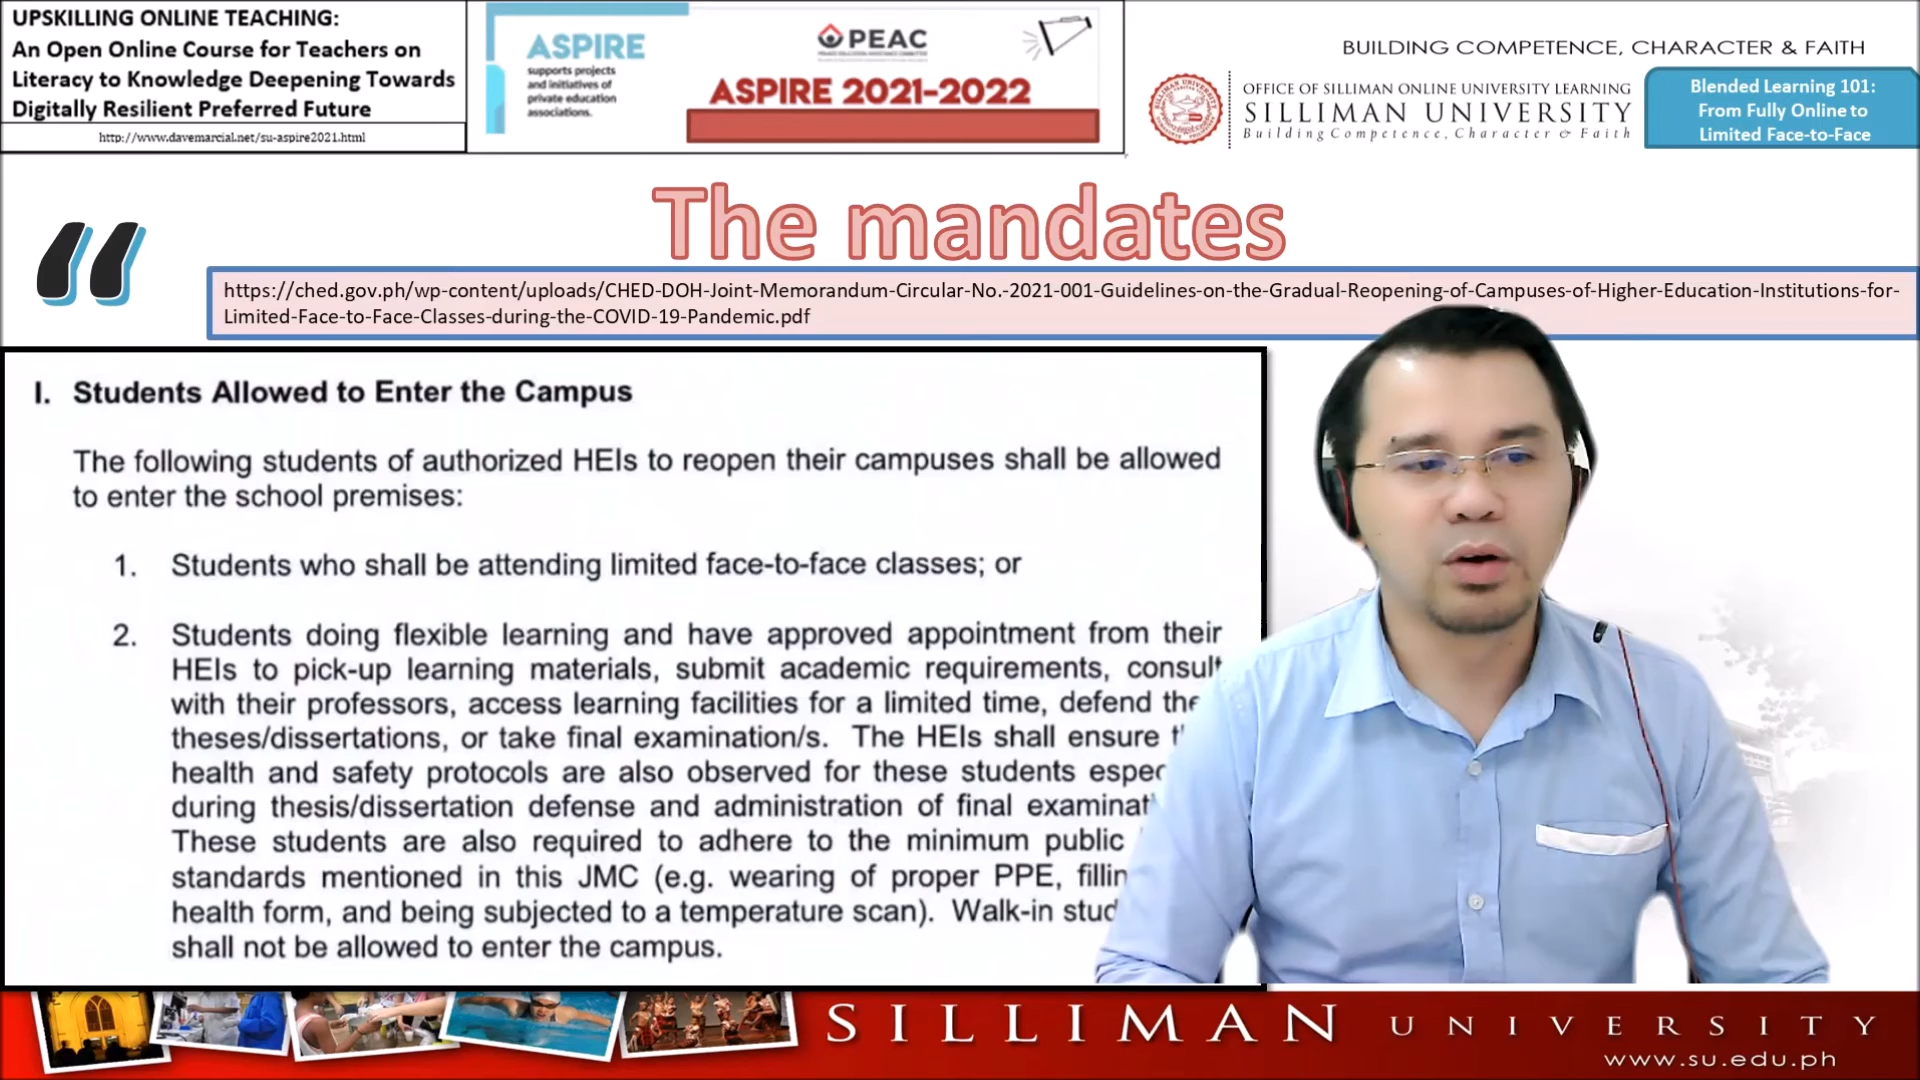 UPSKILLING ONLINE TEACHING:
An Open Online Course for Teachers on
Literacy to Knowledge Deepening Towards
Digitally Resilient Preferred Future
http://www.davemarcial.net/su-aspire2021.html
ASPIRE
supports projects
and initiatives of
private education
associations.
PEAC
ASPIRE 2021-2022
BUILDING COMPETENCE, CHARACTER & FAITH
OFFICE OF SILLIMAN ONLINE UNIVERSITY LEARNING
SILLIMAN UNIVERSITY
Building Competence, Character & Faith
Blended Learning 101:
From Fully Online to
Limited Face-to-Face
The mandates
https://ched.gov.ph/wp-content/uploads/CHED-DOH-Joint-Memorandum-Circular-No.-2021-001-Guidelines-on-the-Gradual-Reopening-of-Campuses-of-Higher-Education-Institutions-for-
Limited-Face-to-Face-Classes-during-the-COVID-19-Pandemic.pdf
I. Students Allowed to Enter the Campus
The following students of authorized HEIs to reopen their campuses shall be allowed
to enter the school premises:
1. Students who shall be attending limited face-to-face classes; or
2. Students doing flexible learning and have approved appointment from their
HEIs to pick-up learning materials, submit academic requirements, consult
with their professors, access learning facilities for a limited time, defend
theses/dissertations, or take final examination/s. The HEIs shall ensure
health and safety protocols are also observed for these students
during thesis/dissertation defense and administration of final
These students are also required to adhere to the minimum public
standards mentioned in this JMC (e.g. wearing of proper PPE,
health form, and being subjected to a temperature scan). Walk-in
shall not be allowed to enter the campus.
SILLIMAN UNIVERSITY
www.su.edu.ph